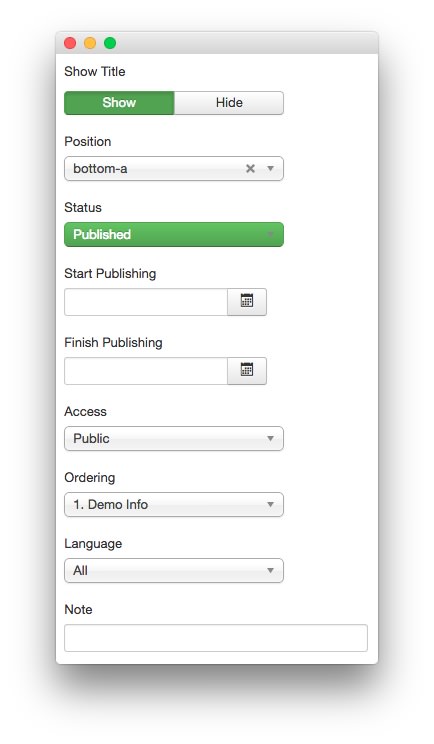 Show Title
Show Hide
Position
bottom-a
Status
Published
Start Publishing
Finish Publishing
Access
Public
Ordering
1. Demo Info
Language
All
Note